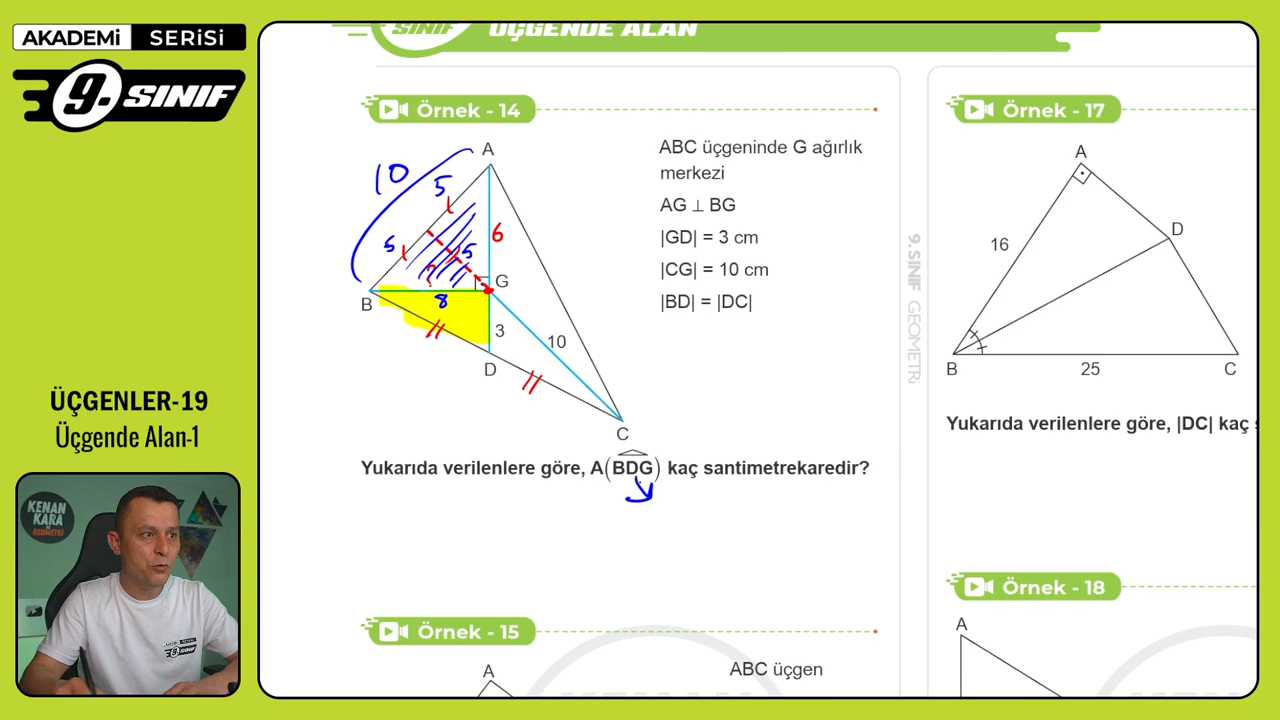 AKADEMİ SERİSİ
9. SINIF
ÜÇGENLER-19
Üçgende Alan-1
KENAN
KARA
ile
GEOMETRİ
SINIF
ÜÇGENDE ALAN
Örnek - 14
ABC üçgeninde G ağırlık
merkezi
AG ⊥ BG
|GD| = 3 cm
|CG| = 10 cm
|BD| = |DC|
A
10
5
5
6
5
?
G
B
8
3
10
D
C
Yukarıda verilenlere göre, A(BDG) kaç santimetrekaredir?
Örnek - 15
A
ABC üçgen
9. SINIF GEOMETRİ
Örnek - 17
A
D
16
B
25
C
Yukarıda verilenlere göre, |DC| kaç
Örnek - 18
A